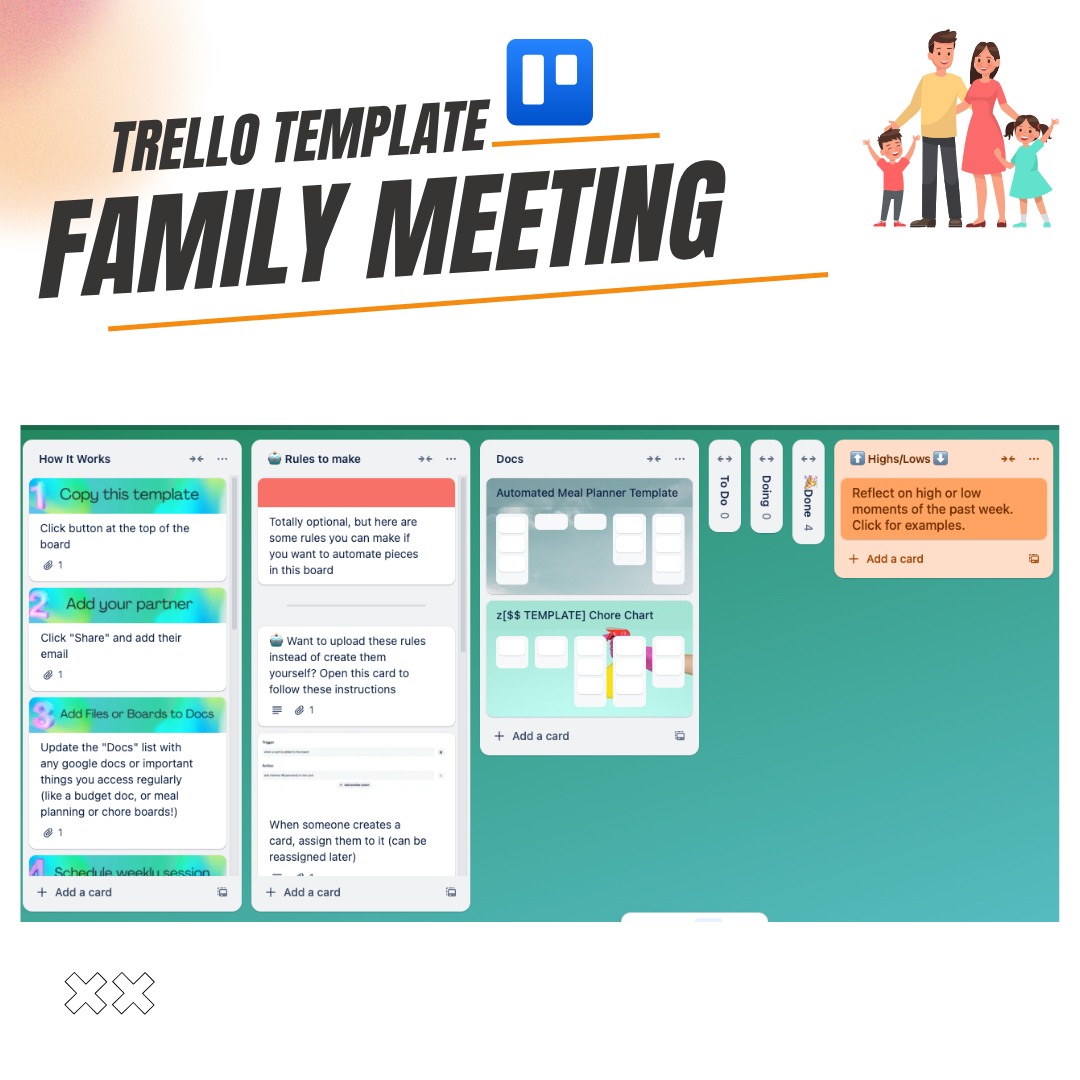 TRELLO TEMPLATE
FAMILY MEETING
How It Works
1 Copy this template
Click button at the top of the
board
1
2 Add your partner
Click "Share" and add their
email
1
3 Add Files or Boards to Docs
Update the "Docs" list with
any google docs or important
things you access regularly
(like a budget doc, or meal
planning or chore boards!)
1
4 Schedule weekly session
+ Add a card
Rules to make
Totally optional, but here are
some rules you can make if
you want to automate pieces
in this board
Want to upload these rules
instead of create them
yourself? Open this card to
follow these instructions
1
Trigger
Action
When someone creates a
card, assign them to it (can be
reassigned later)
+ Add a card
Docs
Automated Meal Planner Template
z[$$ TEMPLATE] Chore Chart
+ Add a card
To Do 0
Doing 0
Done 4
Highs/Lows
Reflect on high or low
moments of the past week.
Click for examples.
+ Add a card